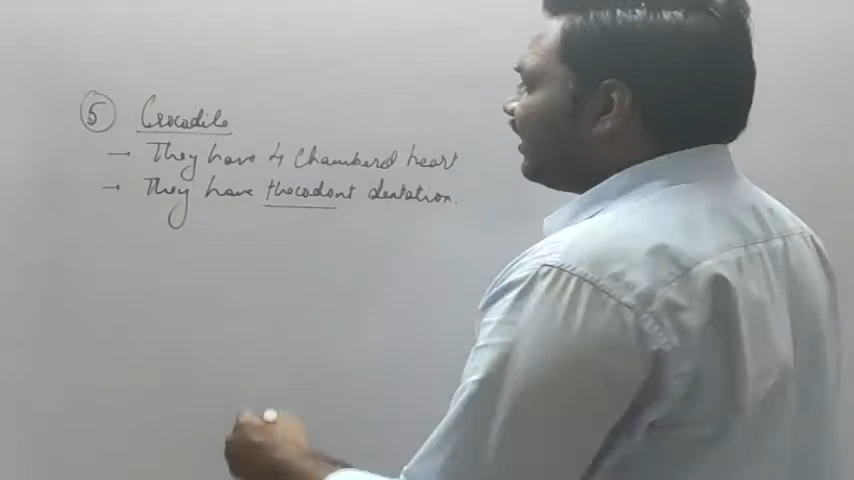 ⑤ Crocodile
→ They have 4 Chambered heart
→ They have thecodont dentation.